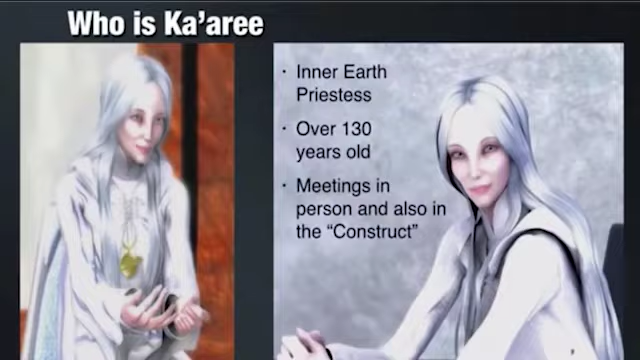 Who is Ka’aree
· Inner Earth
Priestess
· Over 130
years old
· Meetings in
person and also in
the “Construct”